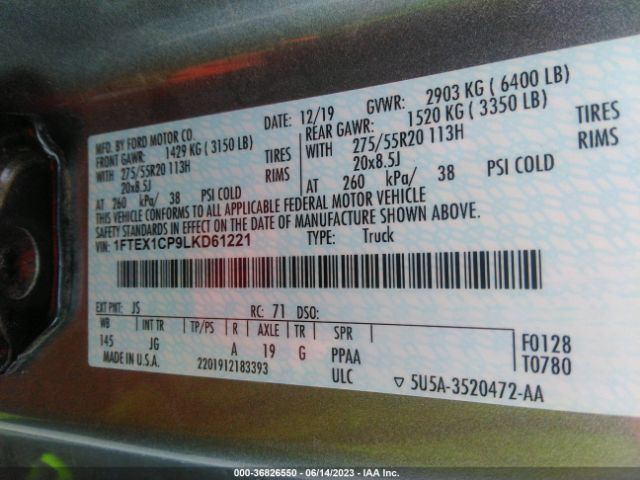 MFD. BY FORD MOTOR CO.
DATE: 12/19 GVWR: 2903 KG ( 6400 LB)
FRONT GAWR: 1429 KG ( 3150 LB) REAR GAWR: 1520 KG ( 3350 LB)
WITH 275/55R20 113H TIRES WITH 275/55R20 113H TIRES
20x8.5J RIMS 20x8.5J RIMS
AT 260 kPa/ 38 PSI COLD AT 260 kPa/ 38 PSI COLD
THIS VEHICLE CONFORMS TO ALL APPLICABLE FEDERAL MOTOR VEHICLE
SAFETY STANDARDS IN EFFECT ON THE DATE OF MANUFACTURE SHOWN ABOVE.
VIN: 1FTEX1CP9LKD61221 TYPE: Truck
EXT PNT: JS RC: 71 DSO:
WB INT TR TP/PS R AXLE TR SPR
145 JG A 19 G PPAA
F0128
T0780
MADE IN U.S.A. 2201912183393 ULC
▽ 5U5A-3520472-AA
000-36826550 - 06/14/2023 - IAA Inc.